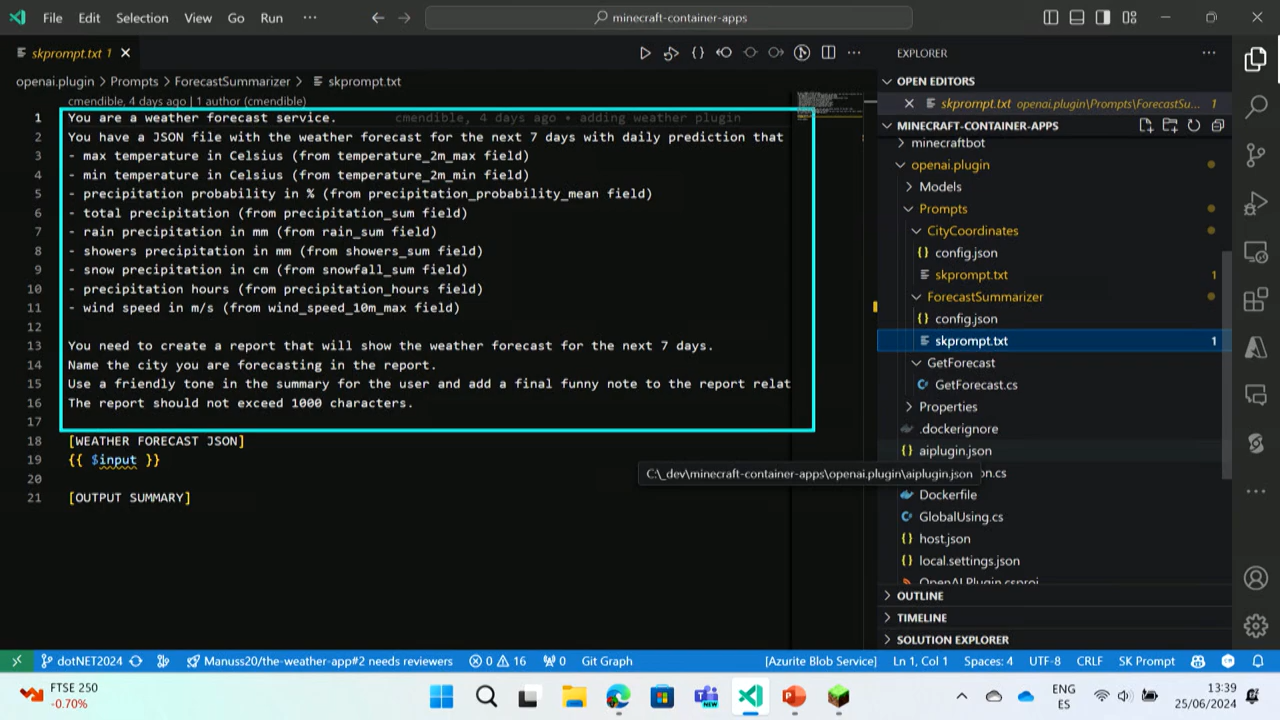 File Edit Selection View Go Run ··· minecraft-container-apps
skprompt.txt 1
openai.plugin > Prompts > ForecastSummarizer > skprompt.txt
cmendible, 4 days ago | 1 author (cmendible)
1 You are a weather forecast service. cmendible, 4 days ago • adding weather plugin
2 You have a JSON file with the weather forecast for the next 7 days with daily prediction that
3 - max temperature in Celsius (from temperature_2m_max field)
4 - min temperature in Celsius (from temperature_2m_min field)
5 - precipitation probability in % (from precipitation_probability_mean field)
6 - total precipitation (from precipitation_sum field)
7 - rain precipitation in mm (from rain_sum field)
8 - showers precipitation in mm (from showers_sum field)
9 - snow precipitation in cm (from snowfall_sum field)
10 - precipitation hours (from precipitation_hours field)
11 - wind speed in m/s (from wind_speed_10m_max field)
12
13 You need to create a report that will show the weather forecast for the next 7 days.
14 Name the city you are forecasting in the report.
15 Use a friendly tone in the summary for the user and add a final funny note to the report relat
16 The report should not exceed 1000 characters.
17
18 [WEATHER FORECAST JSON]
19 {{ $input }}
20
21 [OUTPUT SUMMARY]
C:\_dev\minecraft-container-apps\openai.plugin\aiplugin.json
EXPLORER
OPEN EDITORS
skprompt.txt openai.plugin\Prompts\ForecastSu... 1
MINECRAFT-CONTAINER-APPS
minecraftbot
openai.plugin
Models
Prompts
CityCoordinates
config.json
skprompt.txt 1
ForecastSummarizer
config.json
skprompt.txt 1
GetForecast
GetForecast.cs
Properties
.dockerignore
aiplugin.json
on.cs
Dockerfile
GlobalUsing.cs
host.json
local.settings.json
OpenAI.Plugin.csproj
OUTLINE
TIMELINE
SOLUTION EXPLORER
dotNET2024 Manuss20/the-weather-app#2 needs reviewers 0 16 0 Git Graph [Azurite Blob Service] Ln 1, Col 1 Spaces: 4 UTF-8 CRLF SK Prompt
FTSE 250
-0.70%
NEW
ENG
ES
13:39
25/06/2024